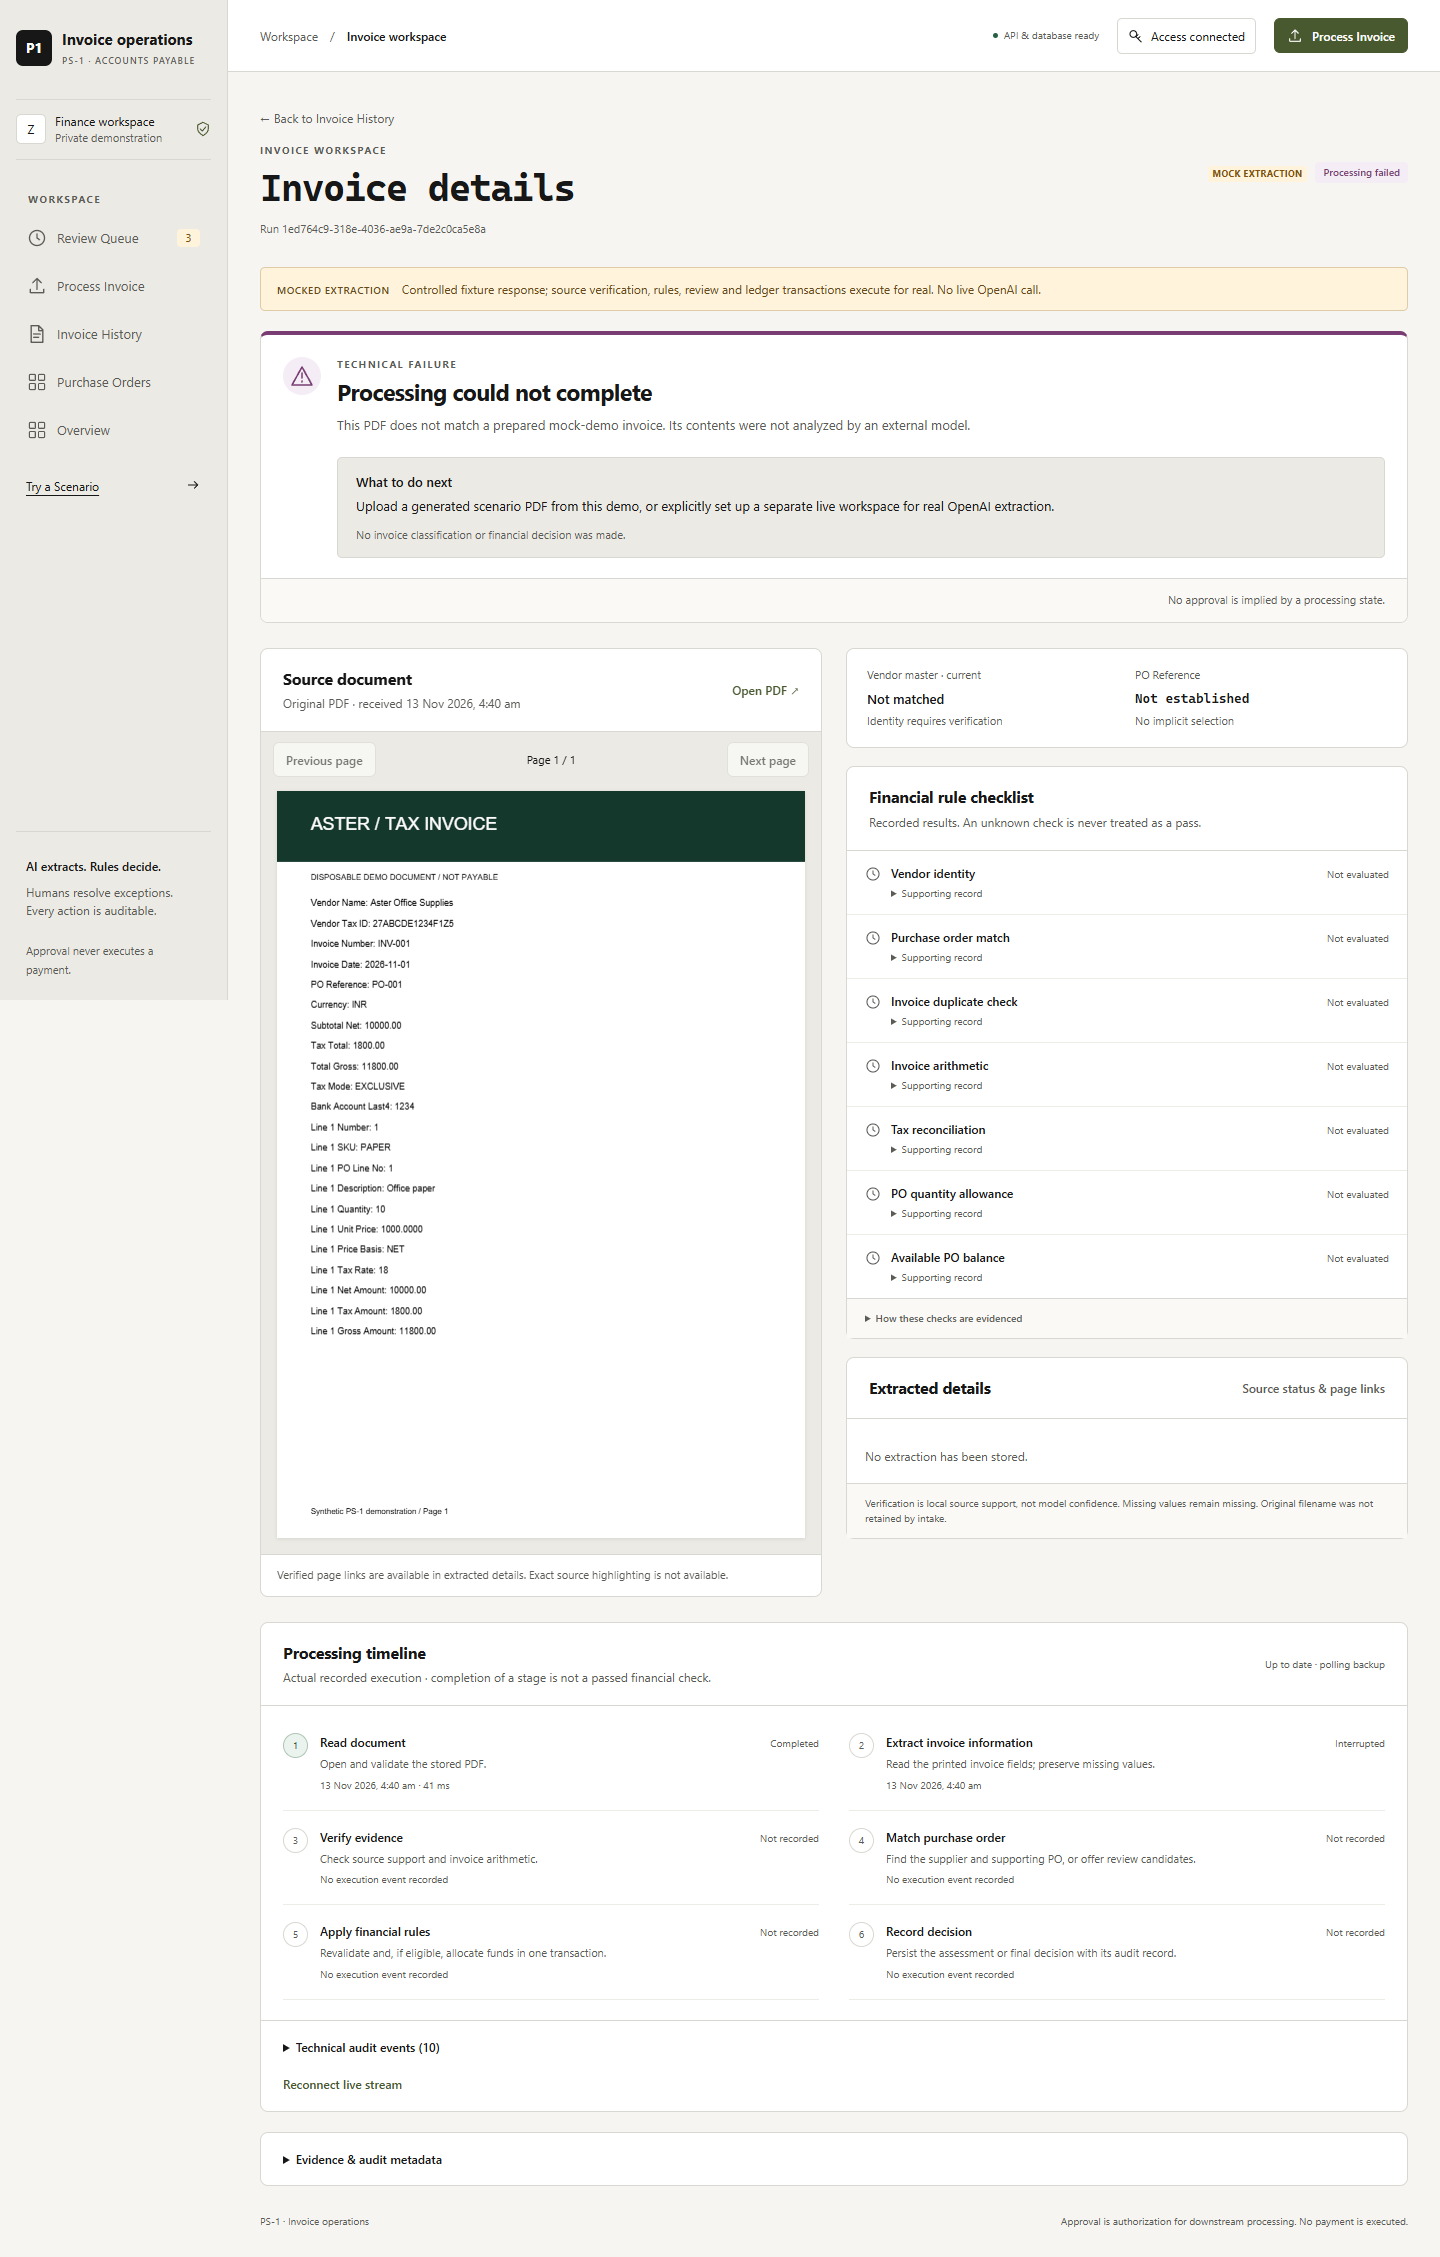 P1
Invoice operations
PS-1 · ACCOUNTS PAYABLE
Z
Finance workspace
Private demonstration
WORKSPACE
Review Queue 3
Process Invoice
Invoice History
Purchase Orders
Overview
Try a Scenario →
AI extracts. Rules decide.
Humans resolve exceptions.
Every action is auditable.
Approval never executes a
payment.
Workspace / Invoice workspace
API & database ready
Access connected
Process Invoice
← Back to Invoice History
INVOICE WORKSPACE
Invoice details
Run 1ed764c9-318e-4036-ae9a-7de2c0ca5e8a
MOCK EXTRACTION
Processing failed
MOCKED EXTRACTION Controlled fixture response; source verification, rules, review and ledger transactions execute for real. No live OpenAI call.
TECHNICAL FAILURE
Processing could not complete
This PDF does not match a prepared mock-demo invoice. Its contents were not analyzed by an external model.
What to do next
Upload a generated scenario PDF from this demo, or explicitly set up a separate live workspace for real OpenAI extraction.
No invoice classification or financial decision was made.
No approval is implied by a processing state.
Source document
Original PDF · received 13 Nov 2026, 4:40 am
Open PDF ↗
Previous page
Page 1 / 1
Next page
ASTER / TAX INVOICE
DISPOSABLE DEMO DOCUMENT / NOT PAYABLE
Vendor Name: Aster Office Supplies
Vendor Tax ID: 27ABCDE1234F1Z5
Invoice Number: INV-001
Invoice Date: 2026-11-01
PO Reference: PO-001
Currency: INR
Subtotal Net: 10000.00
Tax Total: 1800.00
Total Gross: 11800.00
Tax Mode: EXCLUSIVE
Bank Account Last4: 1234
Line 1 Number: 1
Line 1 SKU: PAPER
Line 1 PO Line No: 1
Line 1 Description: Office paper
Line 1 Quantity: 10
Line 1 Unit Price: 1000.0000
Line 1 Price Basis: NET
Line 1 Tax Rate: 18
Line 1 Net Amount: 10000.00
Line 1 Tax Amount: 1800.00
Line 1 Gross Amount: 11800.00
Synthetic PS-1 demonstration / Page 1
Verified page links are available in extracted details. Exact source highlighting is not available.
Vendor master · current
Not matched
Identity requires verification
PO Reference
Not established
No implicit selection
Financial rule checklist
Recorded results. An unknown check is never treated as a pass.
Vendor identity Not evaluated
▶ Supporting record
Purchase order match Not evaluated
▶ Supporting record
Invoice duplicate check Not evaluated
▶ Supporting record
Invoice arithmetic Not evaluated
▶ Supporting record
Tax reconciliation Not evaluated
▶ Supporting record
PO quantity allowance Not evaluated
▶ Supporting record
Available PO balance Not evaluated
▶ Supporting record
▶ How these checks are evidenced
Extracted details
Source status & page links
No extraction has been stored.
Verification is local source support, not model confidence. Missing values remain missing. Original filename was not
retained by intake.
Processing timeline
Actual recorded execution · completion of a stage is not a passed financial check.
Up to date · polling backup
1 Read document Completed
Open and validate the stored PDF.
13 Nov 2026, 4:40 am · 41 ms
2 Extract invoice information Interrupted
Read the printed invoice fields; preserve missing values.
13 Nov 2026, 4:40 am
3 Verify evidence Not recorded
Check source support and invoice arithmetic.
No execution event recorded
4 Match purchase order Not recorded
Find the supplier and supporting PO, or offer review candidates.
No execution event recorded
5 Apply financial rules Not recorded
Revalidate and, if eligible, allocate funds in one transaction.
No execution event recorded
6 Record decision Not recorded
Persist the assessment or final decision with its audit record.
No execution event recorded
▶ Technical audit events (10)
Reconnect live stream
▶ Evidence & audit metadata
PS-1 · Invoice operations
Approval is authorization for downstream processing. No payment is executed.